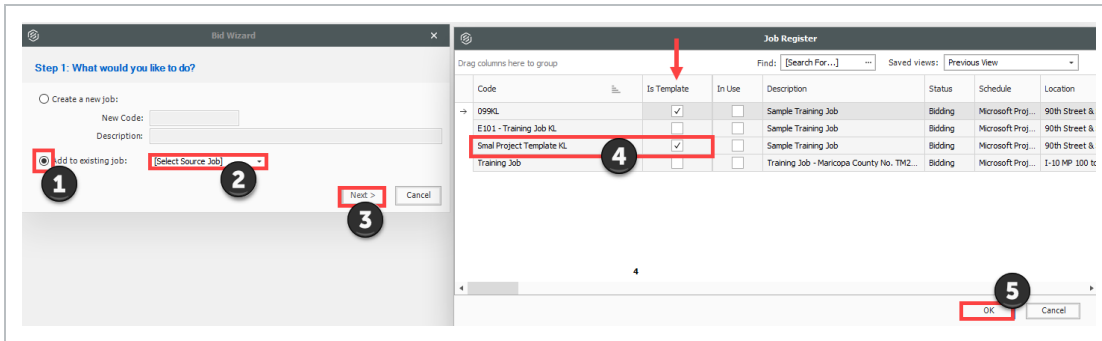 Bid Wizard
Step 1: What would you like to do?
Create a new job:
New Code:
Description:
Add to existing job: [Select Source Job]
1
2
Next > Cancel
3
Job Register
Drag columns here to group Find: [Search For...] ... Saved views: Previous View
Code Is Template In Use Description Status Schedule Location
099KL Sample Training Job Bidding Microsoft Proj... 90th Street &
E101 - Training Job KL Sample Training Job Bidding Microsoft Proj... 90th Street &
Smal Project Template KL Sample Training Job Bidding Microsoft Proj... 90th Street &
4
Training Job Training Job - Maricopa County No. TM2... Bidding Microsoft Proj... I-10 MP 100 to
4
5
OK Cancel